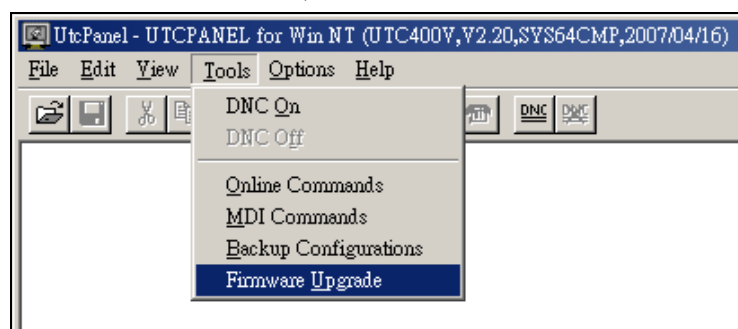 UtcPanel - UTCPANEL for Win NT (UTC400V,V2.20,SYS64CMP,2007/04/16)
File Edit View Tools Options Help
DNC On
DNC DNC
DNC Off
Online Commands
MDI Commands
Backup Configurations
Firmware Upgrade